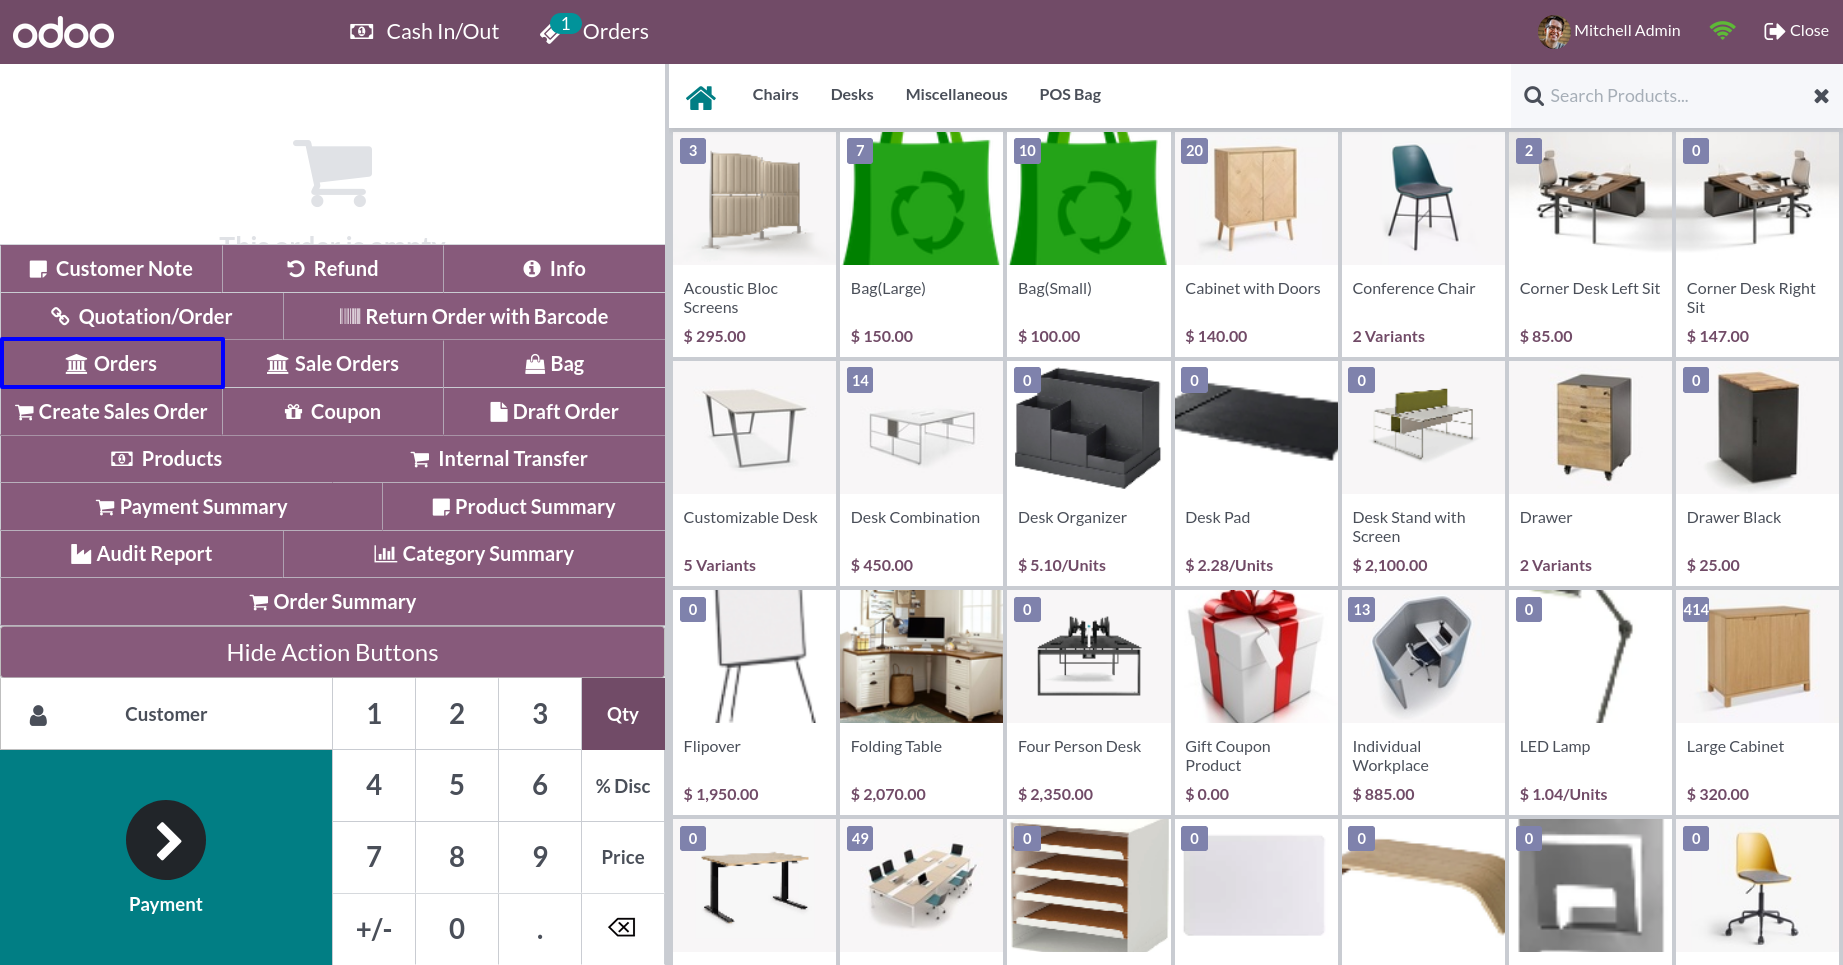 odoo
Cash In/Out
1
Orders
Mitchell Admin
Close
Chairs
Desks
Miscellaneous
POS Bag
Search Products...
This order is empty
Customer Note
Refund
Info
Quotation/Order
Return Order with Barcode
Orders
Sale Orders
Bag
Create Sales Order
Coupon
Draft Order
Products
Internal Transfer
Payment Summary
Product Summary
Audit Report
Category Summary
Order Summary
Hide Action Buttons
Customer
1
2
3
Qty
4
5
6
% Disc
7
8
9
Price
+/-
0
.
Payment
3
Acoustic Bloc
Screens
$ 295.00
7
Bag(Large)
$ 150.00
10
Bag(Small)
$ 100.00
20
Cabinet with Doors
$ 140.00
Conference Chair
2 Variants
2
Corner Desk Left Sit
$ 85.00
0
Corner Desk Right
Sit
$ 147.00
Customizable Desk
5 Variants
14
Desk Combination
$ 450.00
0
Desk Organizer
$ 5.10/Units
0
Desk Pad
$ 2.28/Units
0
Desk Stand with
Screen
$ 2,100.00
Drawer
2 Variants
0
Drawer Black
$ 25.00
0
Flipover
$ 1,950.00
Folding Table
$ 2,070.00
0
Four Person Desk
$ 2,350.00
Gift Coupon
Product
$ 0.00
13
Individual
Workplace
$ 885.00
0
LED Lamp
$ 1.04/Units
414
Large Cabinet
$ 320.00
0
49
0
0
0
0
0